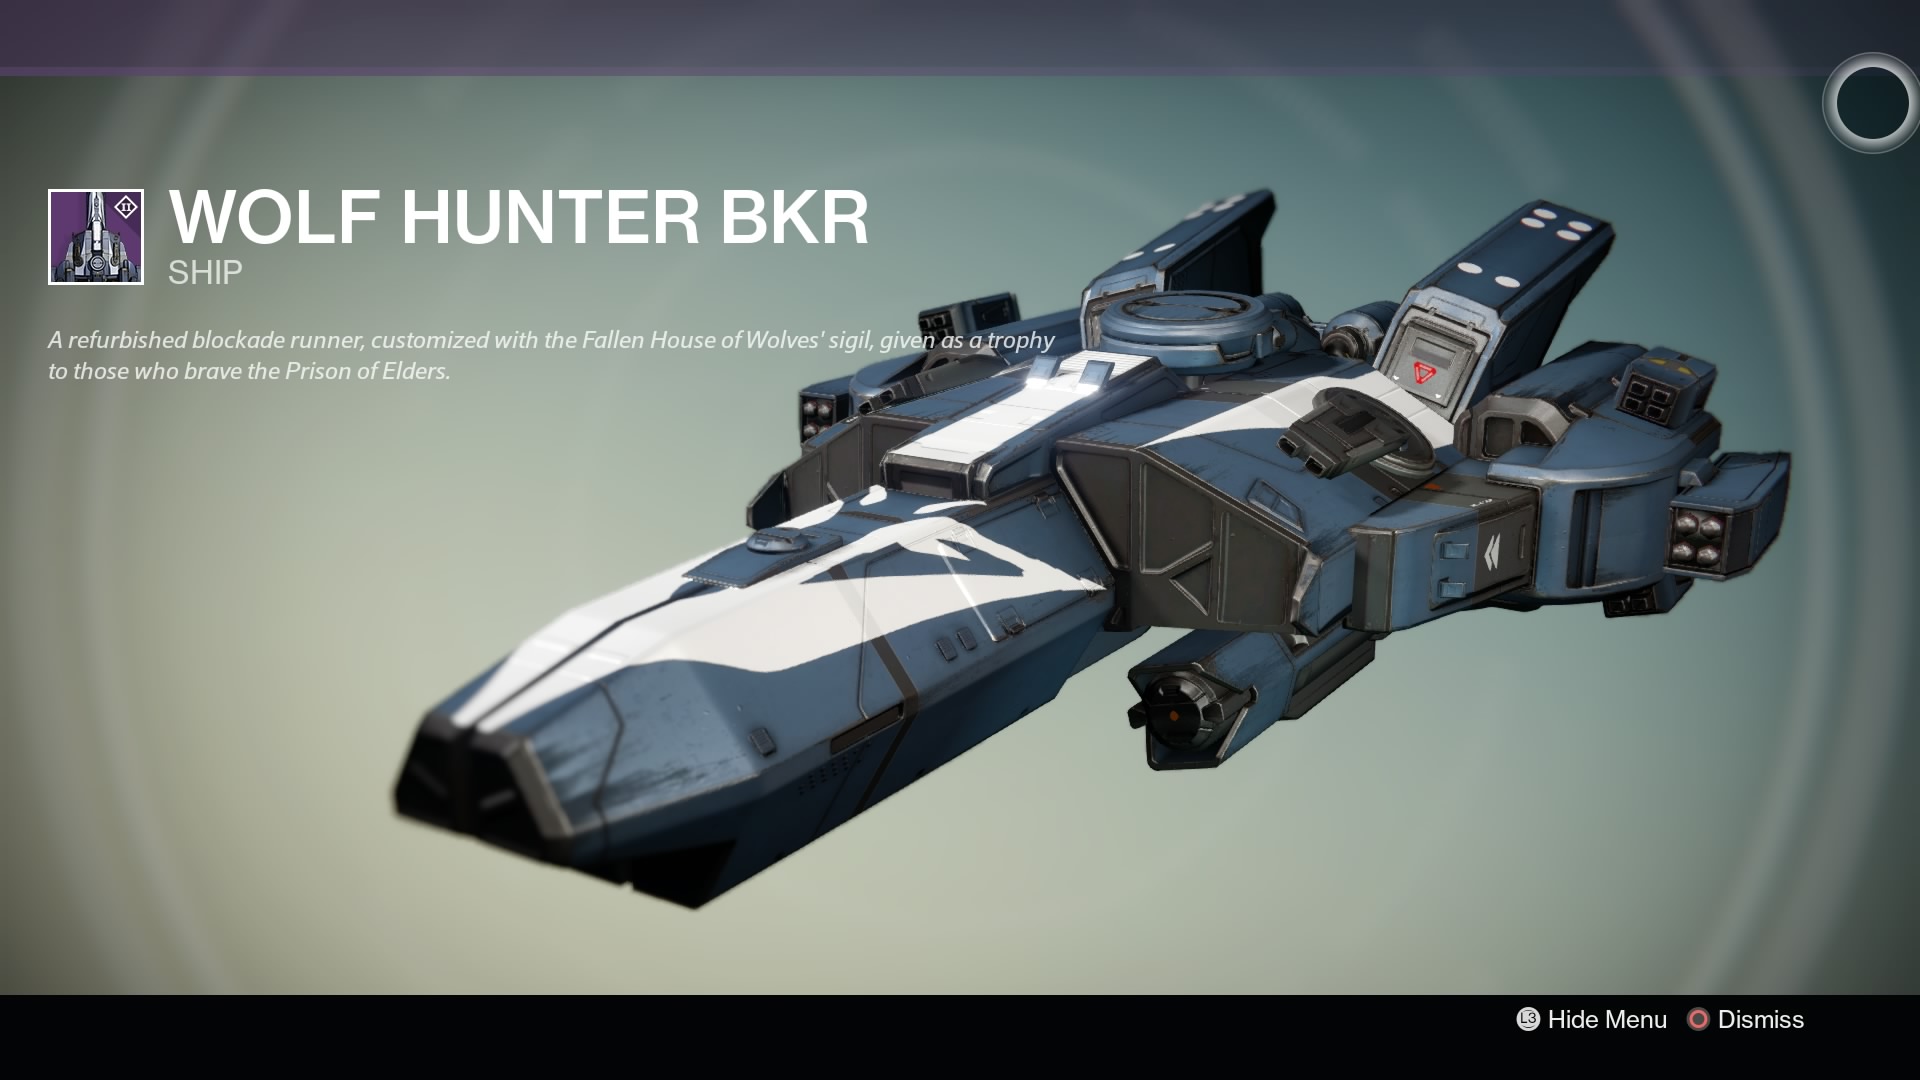 WOLF HUNTER BKR
SHIP
A refurbished blockade runner, customized with the Fallen House of Wolves' sigil, given as a trophy
to those who brave the Prison of Elders.
L3 Hide Menu Dismiss